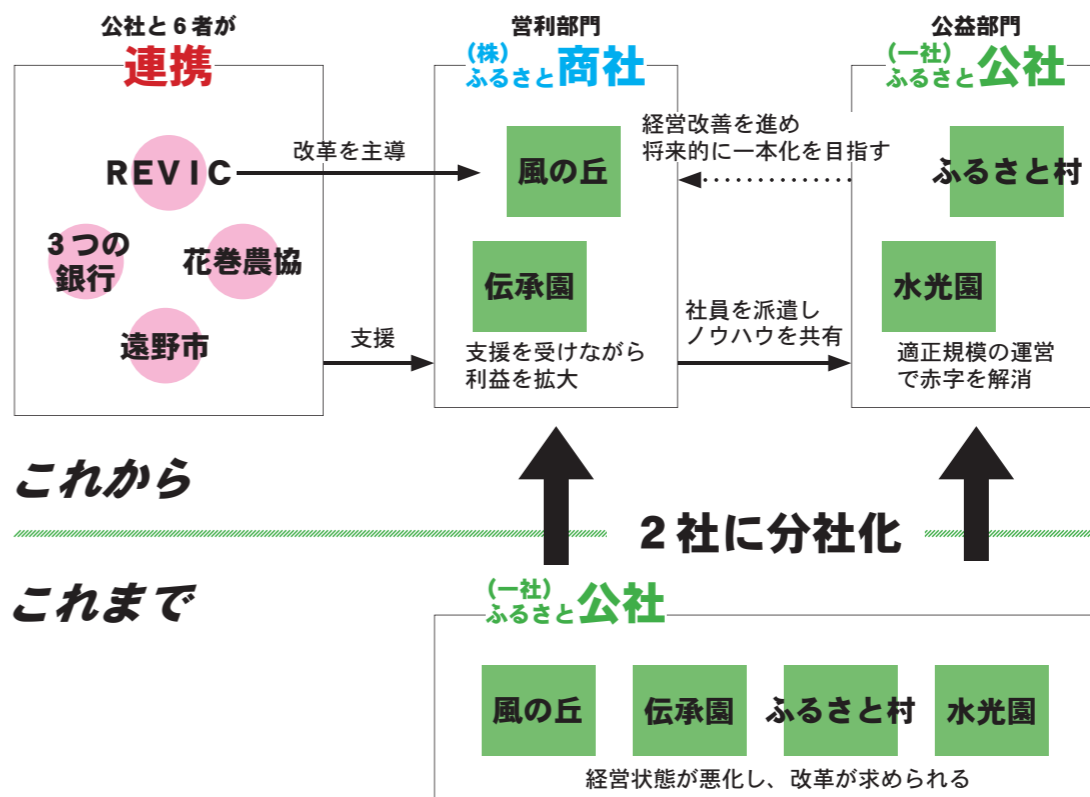 公社と6者が
連携
REVIC
3つの
銀行
花巻農協
遠野市
改革を主導
支援
営利部門
(株)
ふるさと商社
風の丘
伝承園
支援を受けながら
利益を拡大
経営改善を進め
将来的に一本化を目指す
社員を派遣し
ノウハウを共有
公益部門
(一社)
ふるさと公社
ふるさと村
水光園
適正規模の運営
で赤字を解消
これから
2社に分社化
これまで
(一社)
ふるさと公社
風の丘
伝承園
ふるさと村
水光園
経営状態が悪化し、改革が求められる